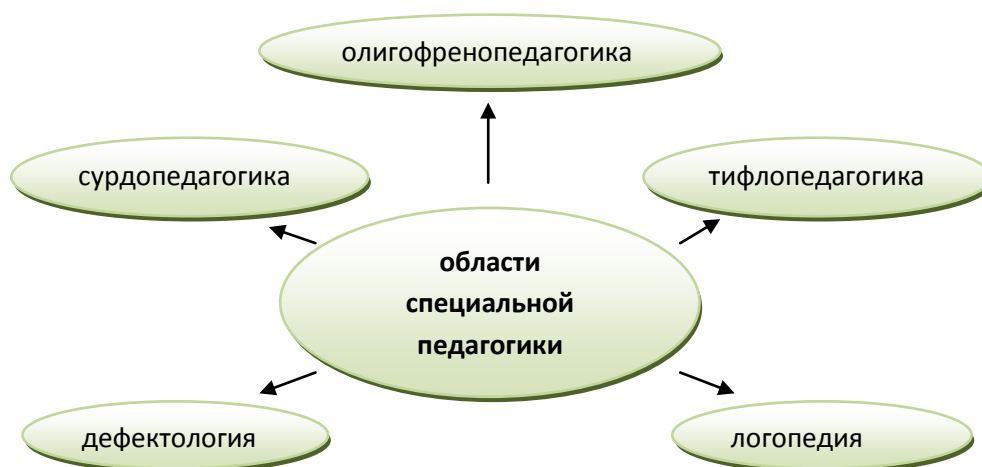 олигофренопедагогика
сурдопедагогика
тифлопедагогика
области
специальной
педагогики
дефектология
логопедия